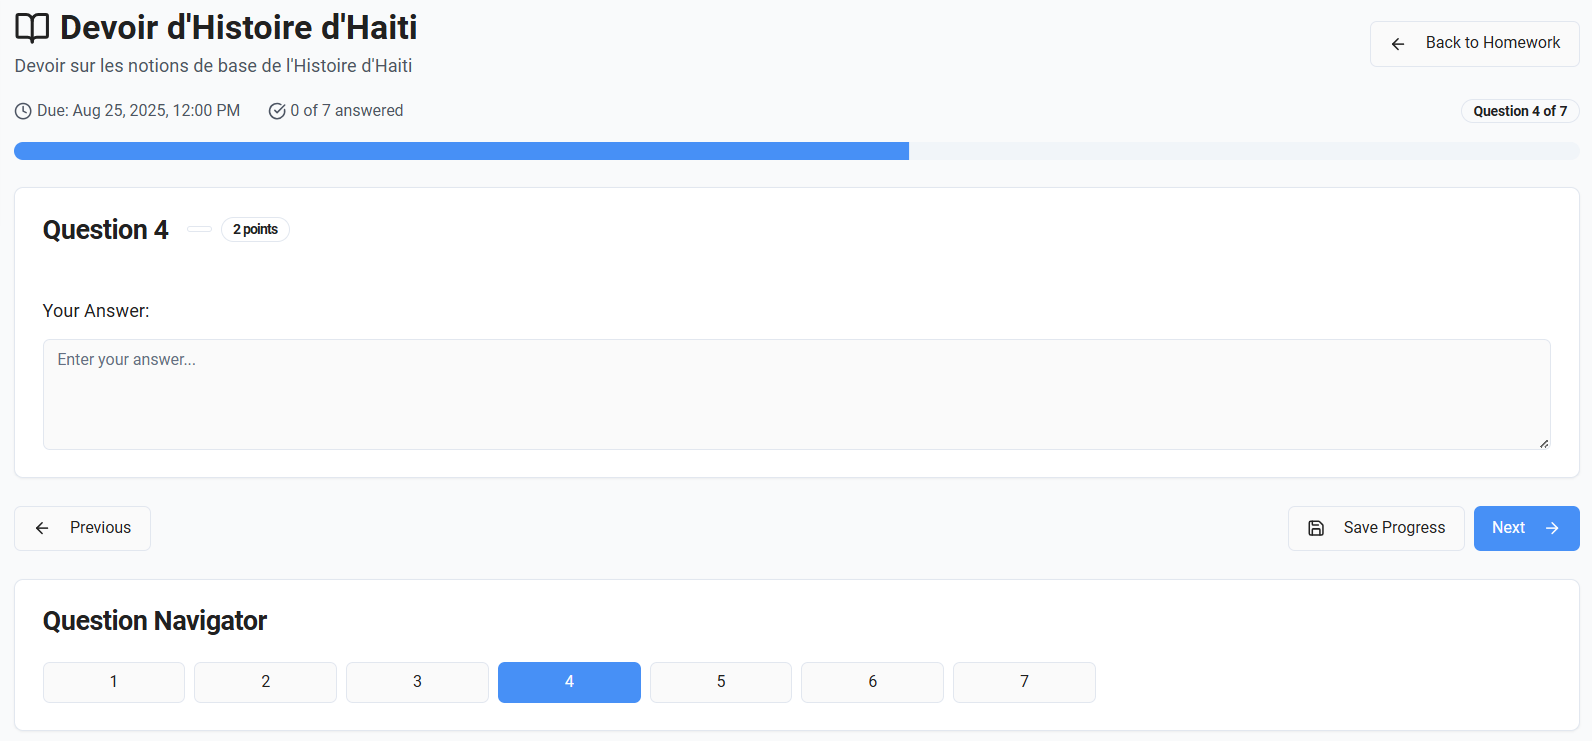 Devoir d'Histoire d'Haiti
Back to Homework
Devoir sur les notions de base de l'Histoire d'Haiti
Due: Aug 25, 2025, 12:00 PM 0 of 7 answered
Question 4 of 7
Question 4 2 points
Your Answer:
Enter your answer...
Previous
Save Progress Next
Question Navigator
1 2 3 4 5 6 7